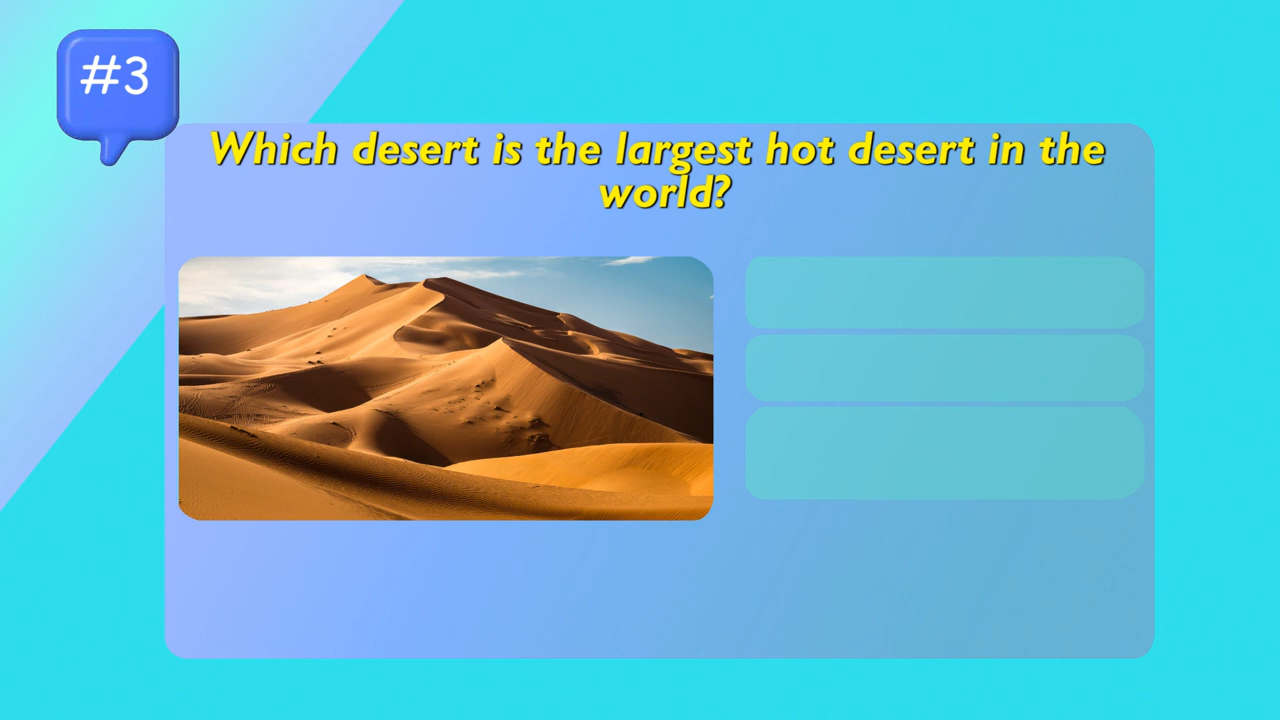 #3
Which desert is the largest hot desert in the
world?